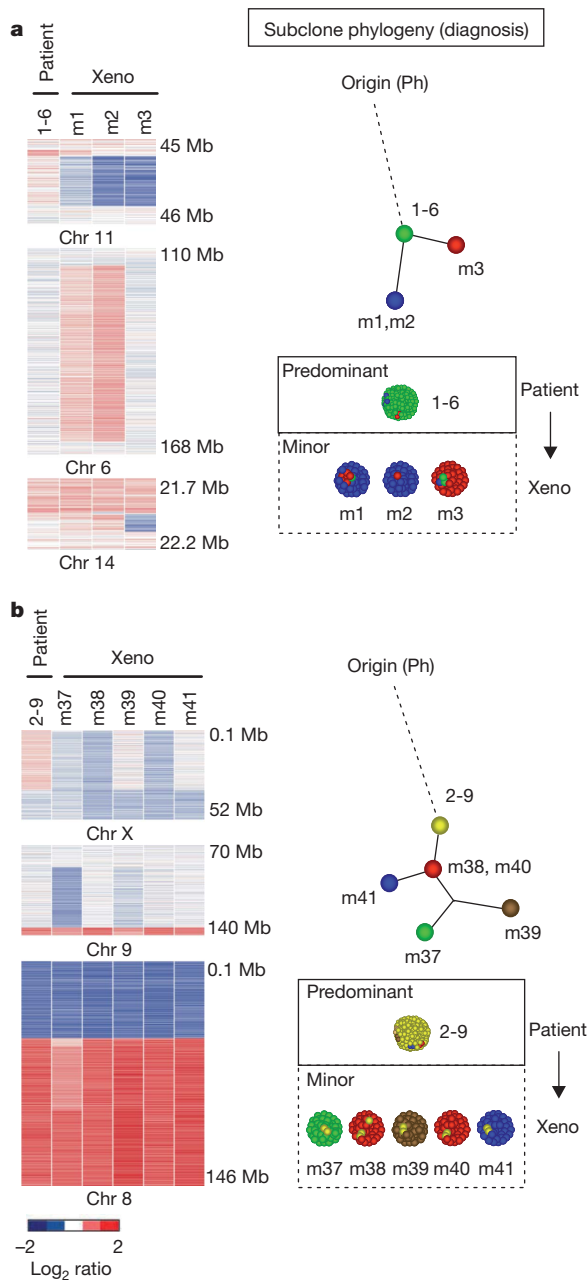 a
Patient
Xeno
1-6
m1
m2
m3
45 Mb
46 Mb
Chr 11
110 Mb
168 Mb
Chr 6
21.7 Mb
22.2 Mb
Chr 14
Subclone phylogeny (diagnosis)
Origin (Ph)
1-6
m3
m1,m2
Predominant
1-6
Patient
Minor
Xeno
m1
m2
m3
b
Patient
Xeno
2-9
m37
m38
m39
m40
m41
0.1 Mb
52 Mb
Chr X
70 Mb
140 Mb
Chr 9
0.1 Mb
146 Mb
Chr 8
–2
2
Log2 ratio
Origin (Ph)
2-9
m38, m40
m41
m39
m37
Predominant
2-9
Patient
Minor
Xeno
m37
m38
m39
m40
m41